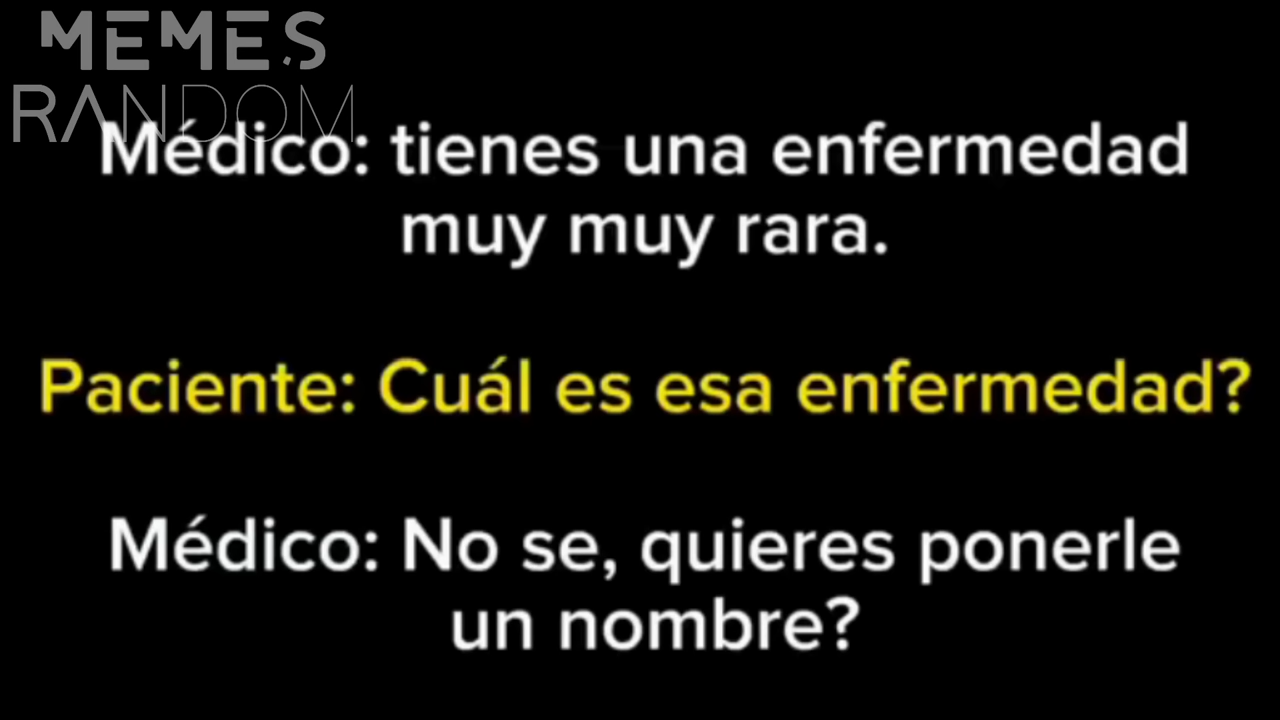 MEMES
RANDOM
Médico: tienes una enfermedad
muy muy rara.
Paciente: Cuál es esa enfermedad?
Médico: No se, quieres ponerle
un nombre?